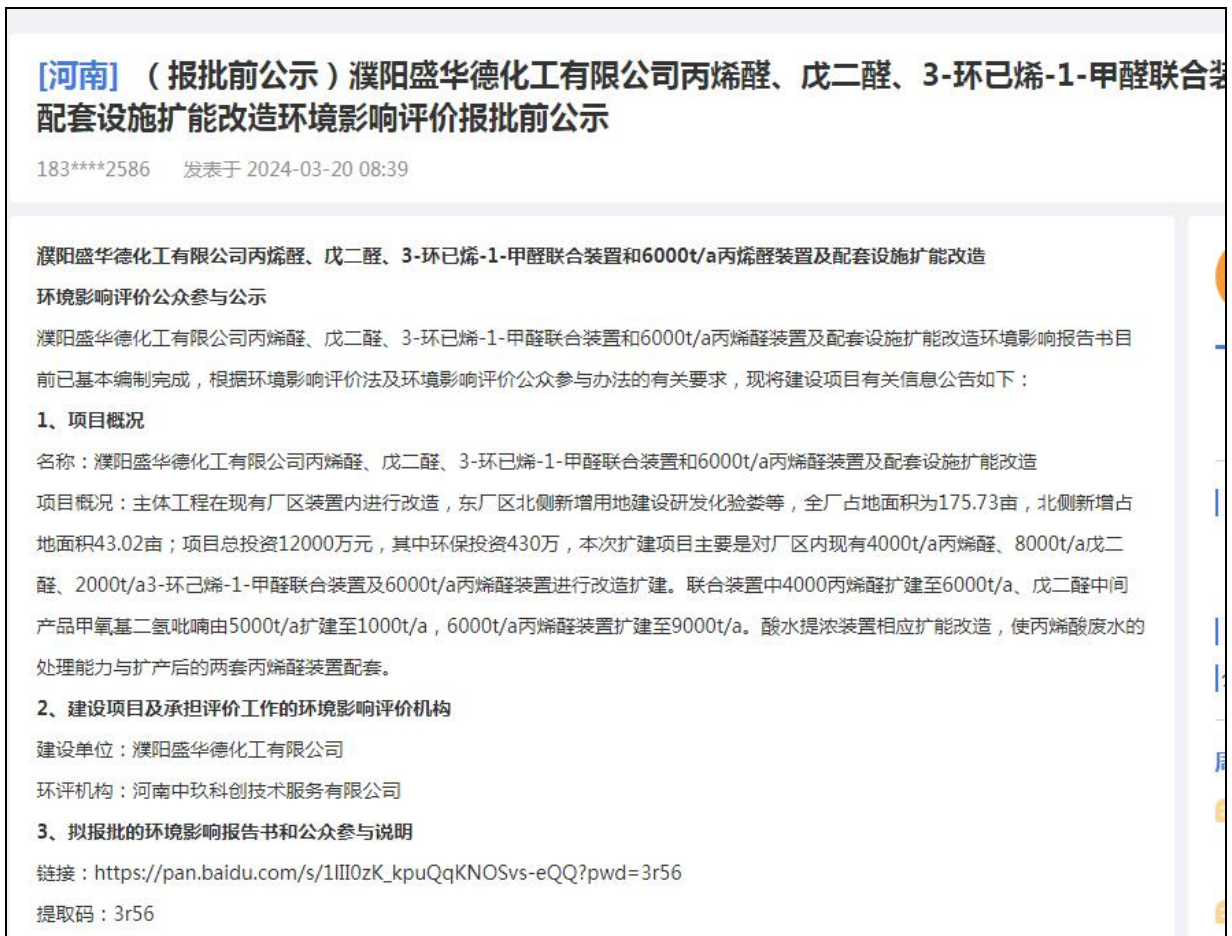 [河南] （报批前公示）濮阳盛华德化工有限公司丙烯醛、戊二醛、3-环已烯-1-甲醛联合装
配套设施扩能改造环境影响评价报批前公示
183****2586 发表于 2024-03-20 08:39
濮阳盛华德化工有限公司丙烯醛、戊二醛、3-环已烯-1-甲醛联合装置和6000t/a丙烯醛装置及配套设施扩能改造
环境影响评价公众参与公示
濮阳盛华德化工有限公司丙烯醛、戊二醛、3-环已烯-1-甲醛联合装置和6000t/a丙烯醛装置及配套设施扩能改造环境影响报告书目
前已基本编制完成，根据环境影响评价法及环境影响评价公众参与办法的有关要求，现将建设项目有关信息公告如下：
1、项目概况
名称：濮阳盛华德化工有限公司丙烯醛、戊二醛、3-环已烯-1-甲醛联合装置和6000t/a丙烯醛装置及配套设施扩能改造
项目概况：主体工程在现有厂区装置内进行改造，东厂区北侧新增用地建设研发化验娄等，全厂占地面积为175.73亩，北侧新增占
地面积43.02亩；项目总投资12000万元，其中环保投资430万，本次扩建项目主要是对厂区内现有4000t/a丙烯醛、8000t/a戊二
醛、2000t/a3-环己烯-1-甲醛联合装置及6000t/a丙烯醛装置进行改造扩建。联合装置中4000丙烯醛扩建至6000t/a、戊二醛中间
产品甲氧基二氢吡喃由5000t/a扩建至1000t/a，6000t/a丙烯醛装置扩建至9000t/a。酸水提浓装置相应扩能改造，使丙烯酸废水的
处理能力与扩产后的两套丙烯醛装置配套。
2、建设项目及承担评价工作的环境影响评价机构
建设单位：濮阳盛华德化工有限公司
环评机构：河南中玖科创技术服务有限公司
3、拟报批的环境影响报告书和公众参与说明
链接：https://pan.baidu.com/s/1lII0zK_kpuQqKNOSvs-eQQ?pwd=3r56
提取码：3r56